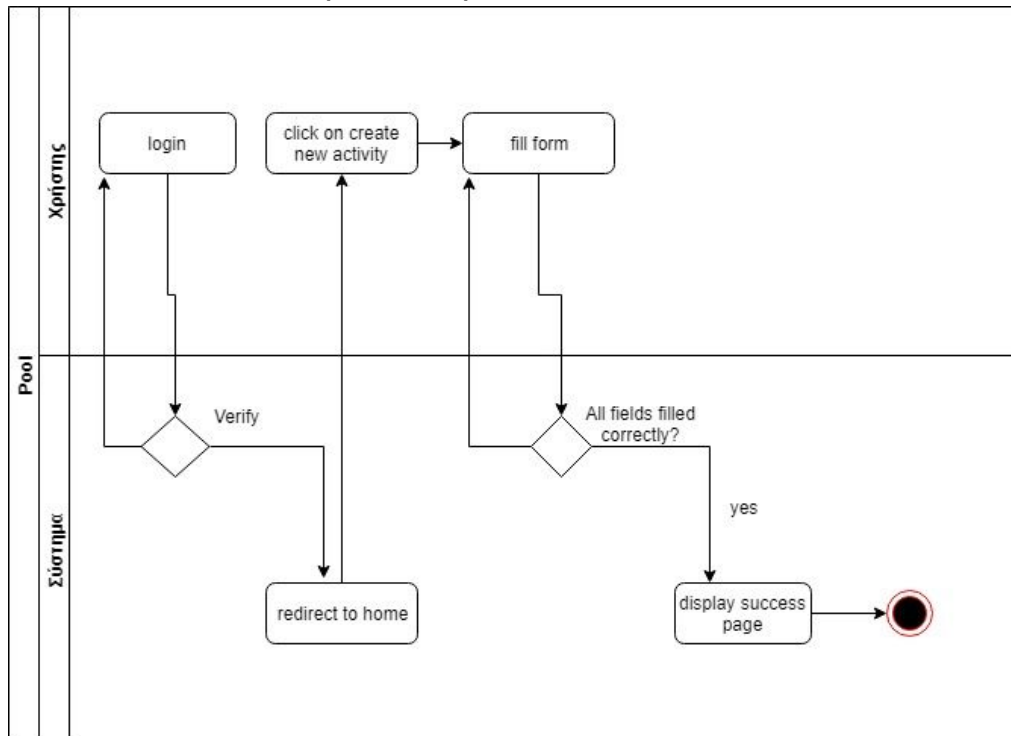 Pool
Χρήστης
login
click on create
new activity
fill form
Σύστημα
Verify
All fields filled
correctly?
yes
redirect to home
display success
page